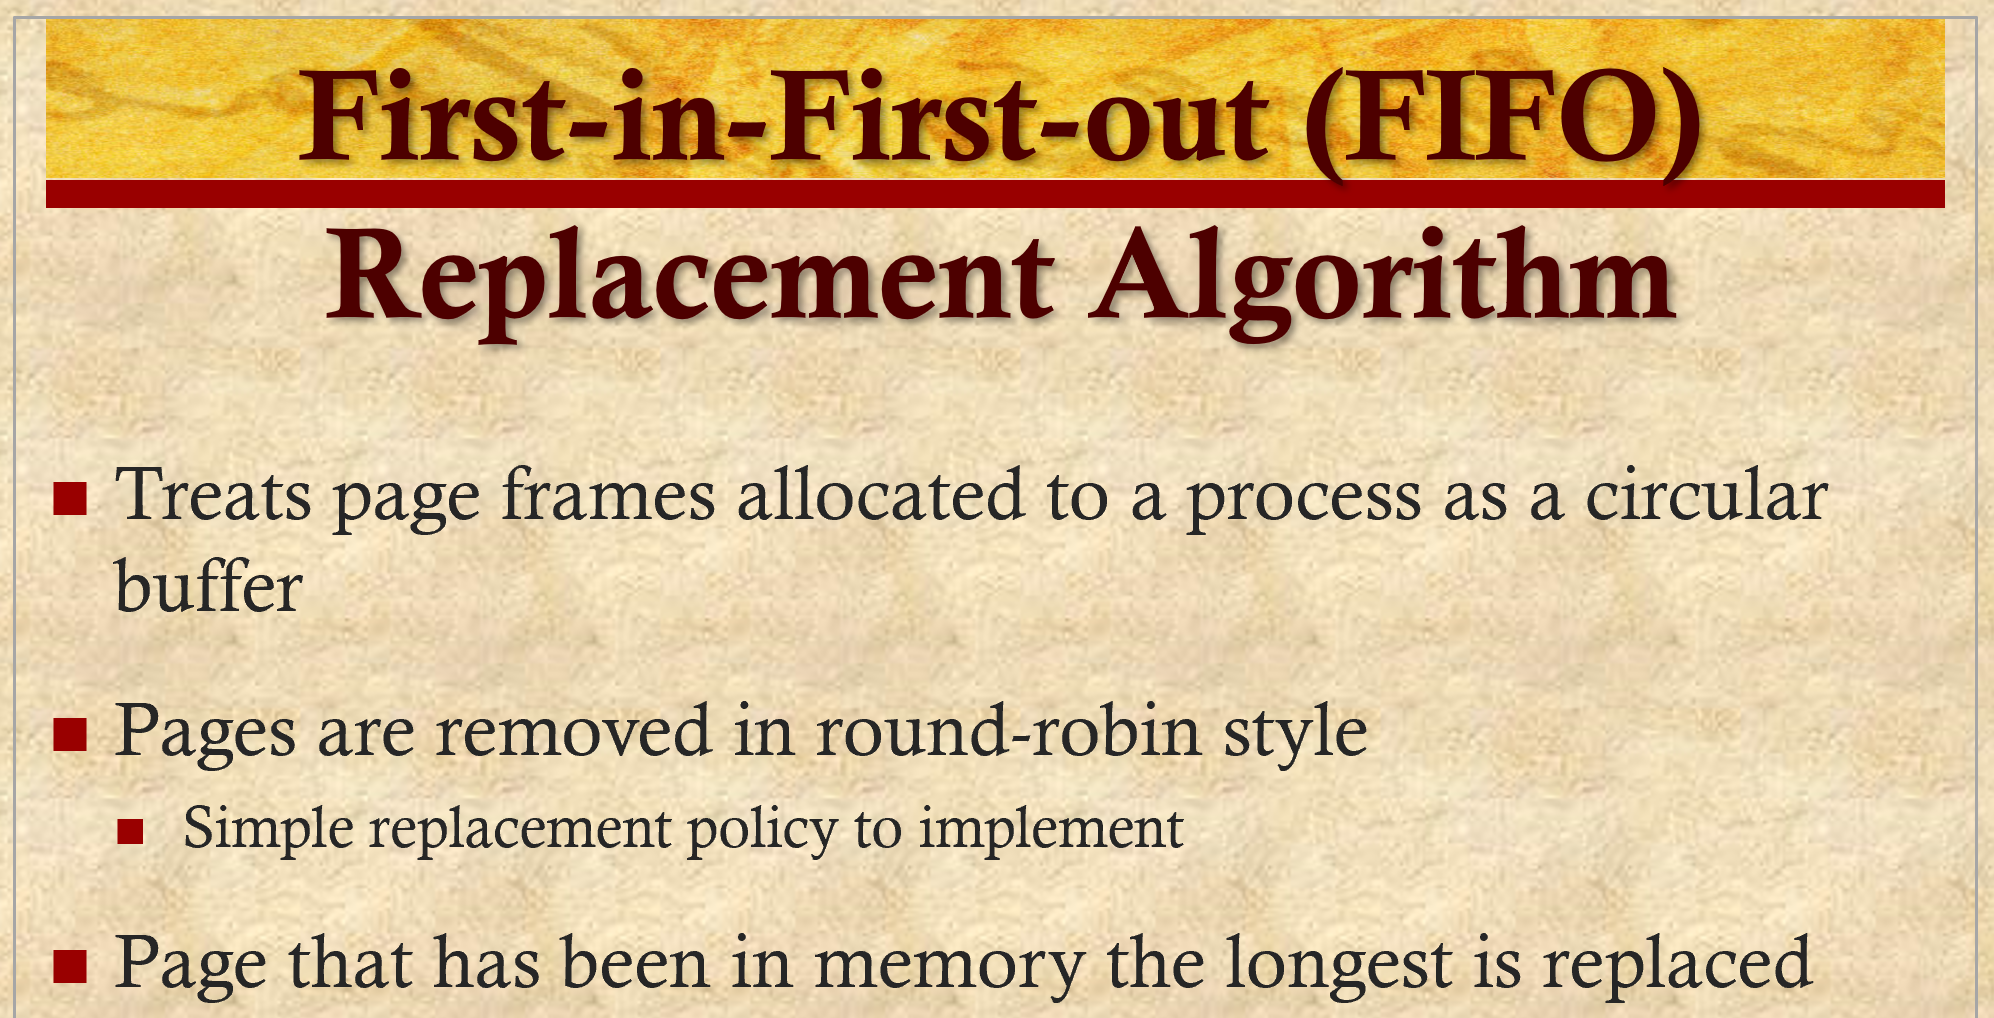 First-in-First-out (FIFO)
Replacement Algorithm
Treats page frames allocated to a process as a circular
buffer
Pages are removed in round-robin style
Simple replacement policy to implement
Page that has been in memory the longest is replaced